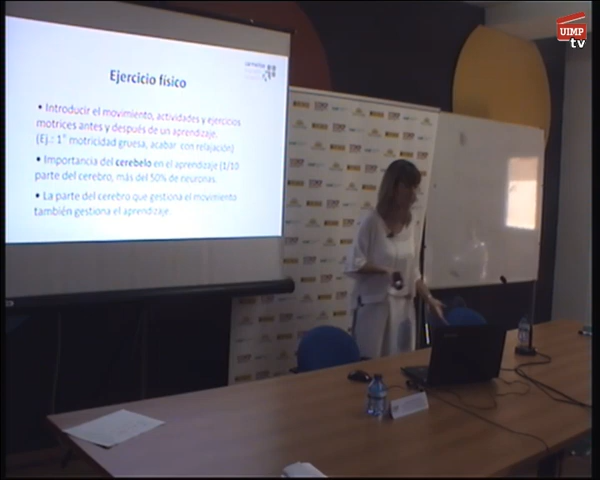 UIMP
tv
Ejercicio físico
• Introducir el movimiento, actividades y ejercicios
motrices antes y después de un aprendizaje.
(Ej.: 1° motricidad gruesa, acabar con relajación)
• Importancia del cerebelo en el aprendizaje (1/10
parte del cerebro, más del 50% de neuronas.
• La parte del cerebro que gestiona el movimiento
también gestiona el aprendizaje.